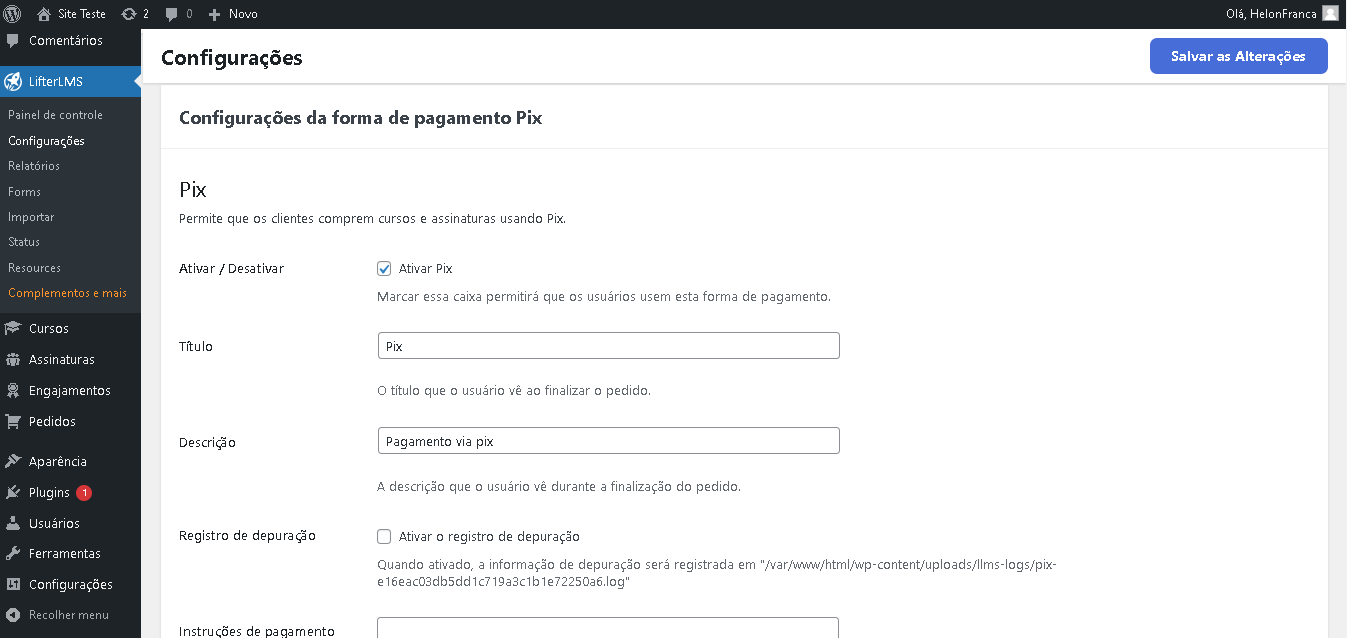 Site Teste
2
0
Novo
Olá, HelonFranca
Comentários
LifterLMS
Painel de controle
Configurações
Relatórios
Forms
Importar
Status
Resources
Complementos e mais
Cursos
Assinaturas
Engajamentos
Pedidos
Aparência
Plugins 1
Usuários
Ferramentas
Configurações
Recolher menu
Configurações
Salvar as Alterações
Configurações da forma de pagamento Pix
Pix
Permite que os clientes comprem cursos e assinaturas usando Pix.
Ativar / Desativar
Ativar Pix
Marcar essa caixa permitirá que os usuários usem esta forma de pagamento.
Título
Pix
O título que o usuário vê ao finalizar o pedido.
Descrição
Pagamento via pix
A descrição que o usuário vê durante a finalização do pedido.
Registro de depuração
Ativar o registro de depuração
Quando ativado, a informação de depuração será registrada em "/var/www/html/wp-content/uploads/llms-logs/pix-
e16eac03db5dd1c719a3c1b1e72250a6.log"
Instruções de pagamento